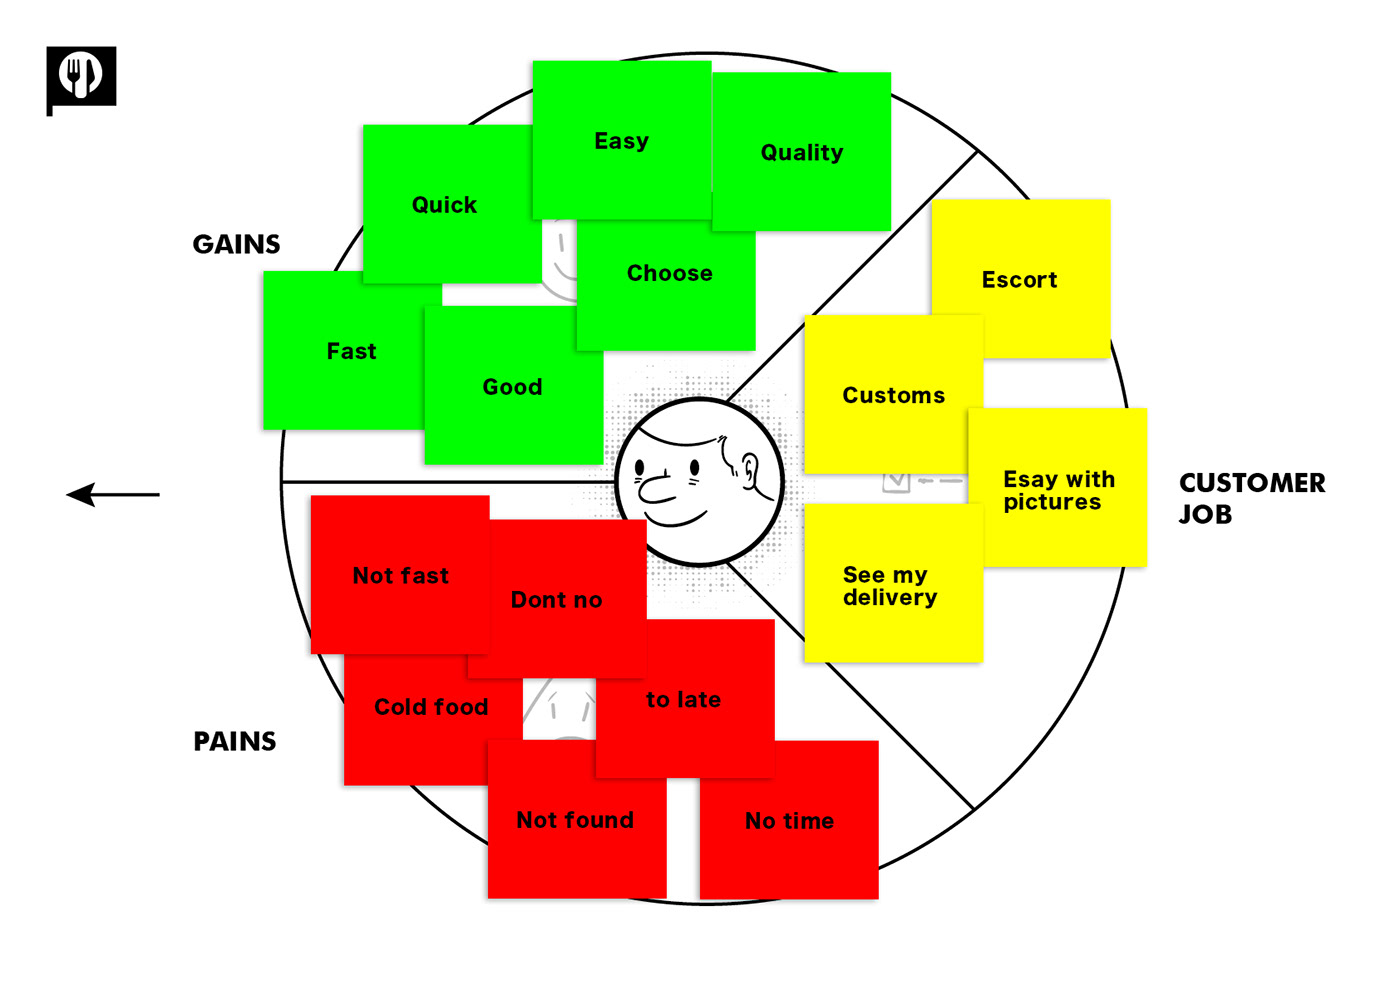 Easy
Quality
Quick
GAINS
Choose
Fast
Good
Escort
Customs
Esay with
pictures
CUSTOMER
JOB
See my
delivery
Not fast
Dont no
Cold food
to late
PAINS
Not found
No time